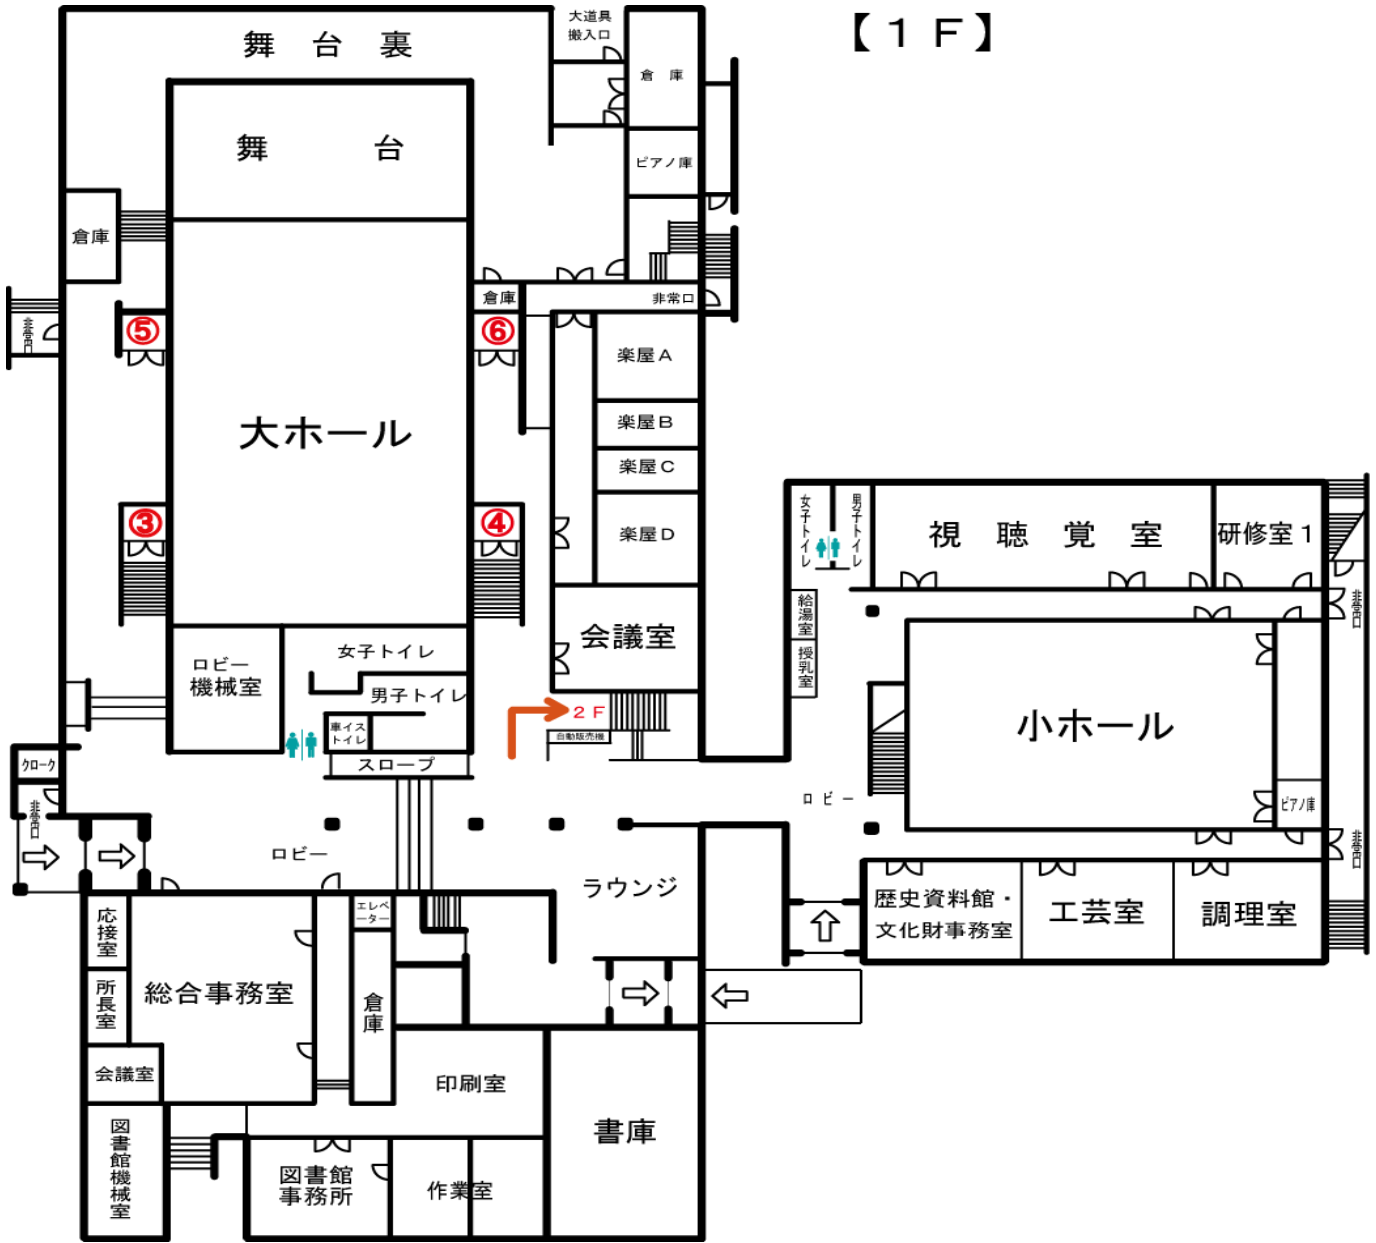 【１Ｆ】
大道具
搬入口
舞台裏
倉庫
舞台
ピアノ庫
倉庫
倉庫
非常口
非常口
⑤
⑥
楽屋Ａ
楽屋Ｂ
大ホール
楽屋Ｃ
③
④
楽屋Ｄ
女子トイレ
男子トイレ
視聴覚室
研修室１
非常口
給湯室
授乳室
会議室
女子トイレ
ロビー
機械室
男子トイレ
車イス
トイレ
２Ｆ
自動販売機
小ホール
スロープ
クローク
ロビー
ピアノ庫
非常口
非常口
ロビー
ラウンジ
歴史資料館・
文化財事務室
工芸室
調理室
応接室
エレベ
ーター
所長室
総合事務室
倉庫
会議室
印刷室
書庫
図書館機械室
図書館
事務所
作業室